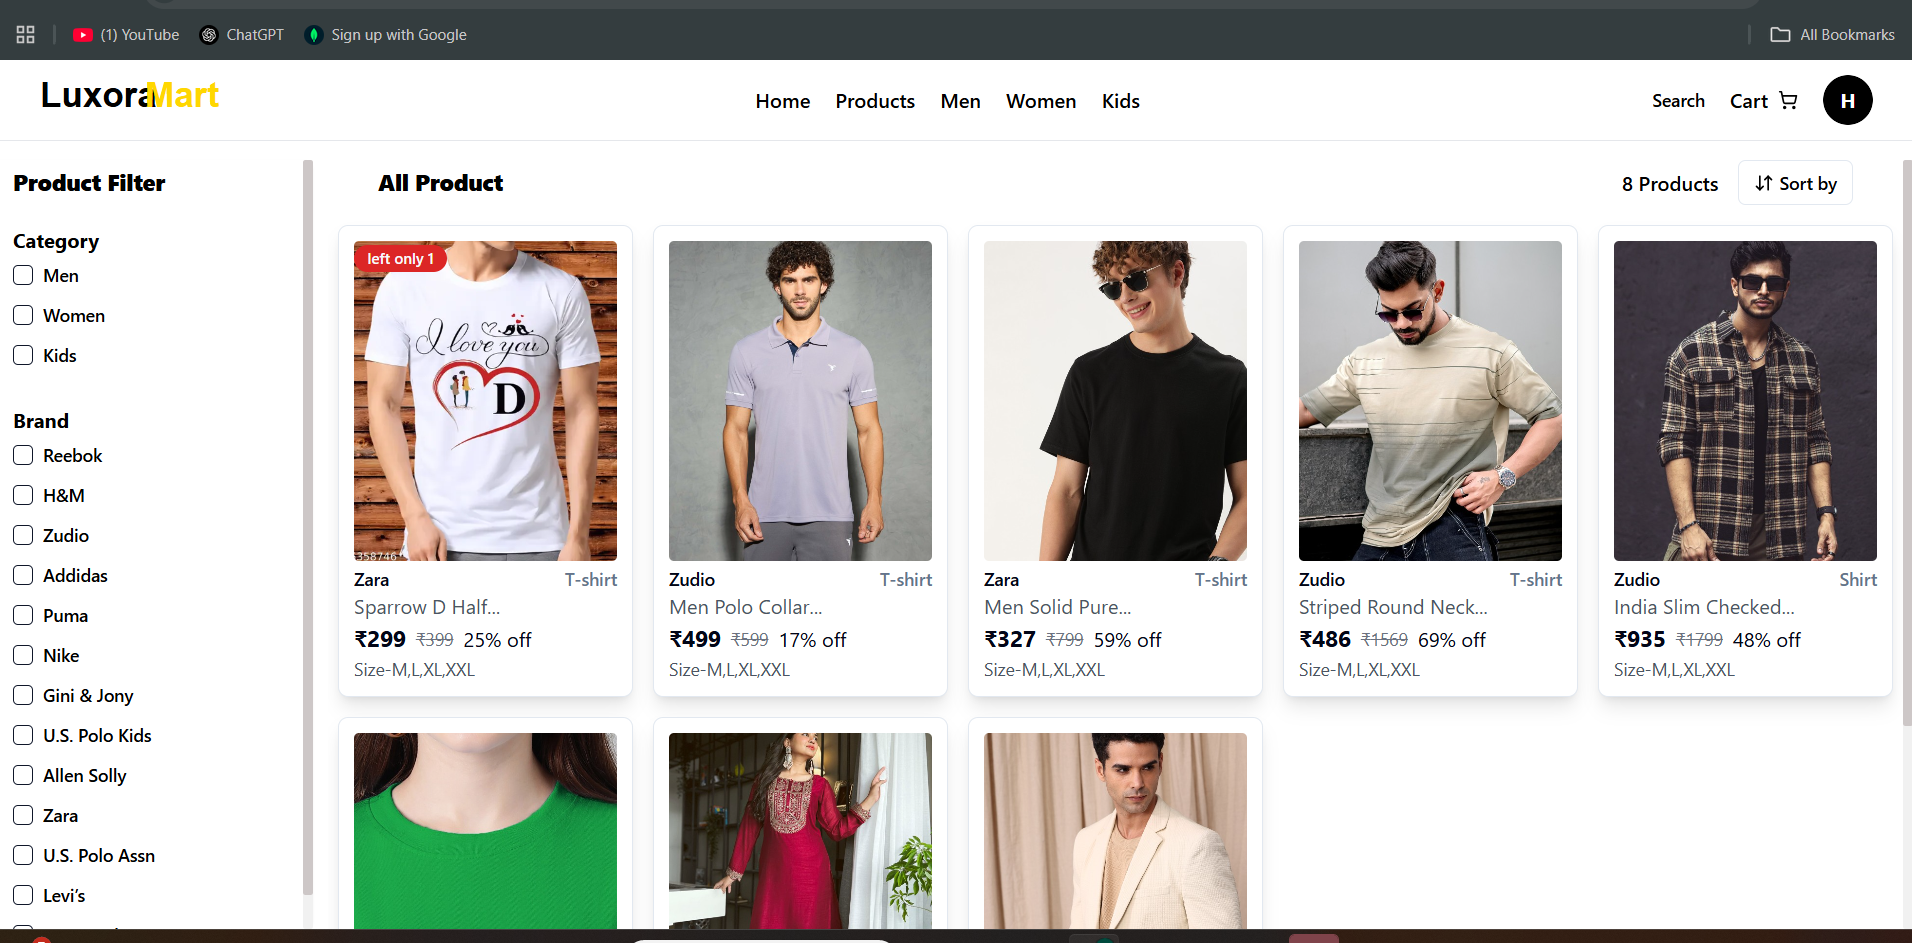 (1) YouTube ChatGPT Sign up with Google All Bookmarks
LuxoraMart Home Products Men Women Kids Search Cart H
Product Filter
Category
Men
Women
Kids
Brand
Reebok
H&M
Zudio
Addidas
Puma
Nike
Gini & Jony
U.S. Polo Kids
Allen Solly
Zara
U.S. Polo Assn
Levi's
All Product 8 Products Sort by
left only 1
I love you
D
358746
Zara T-shirt
Sparrow D Half...
₹299 ₹399 25% off
Size-M,L,XL,XXL
Zudio T-shirt
Men Polo Collar...
₹499 ₹599 17% off
Size-M,L,XL,XXL
Zara T-shirt
Men Solid Pure...
₹327 ₹799 59% off
Size-M,L,XL,XXL
Zudio T-shirt
Striped Round Neck...
₹486 ₹1569 69% off
Size-M,L,XL,XXL
Zudio Shirt
India Slim Checked...
₹935 ₹1799 48% off
Size-M,L,XL,XXL